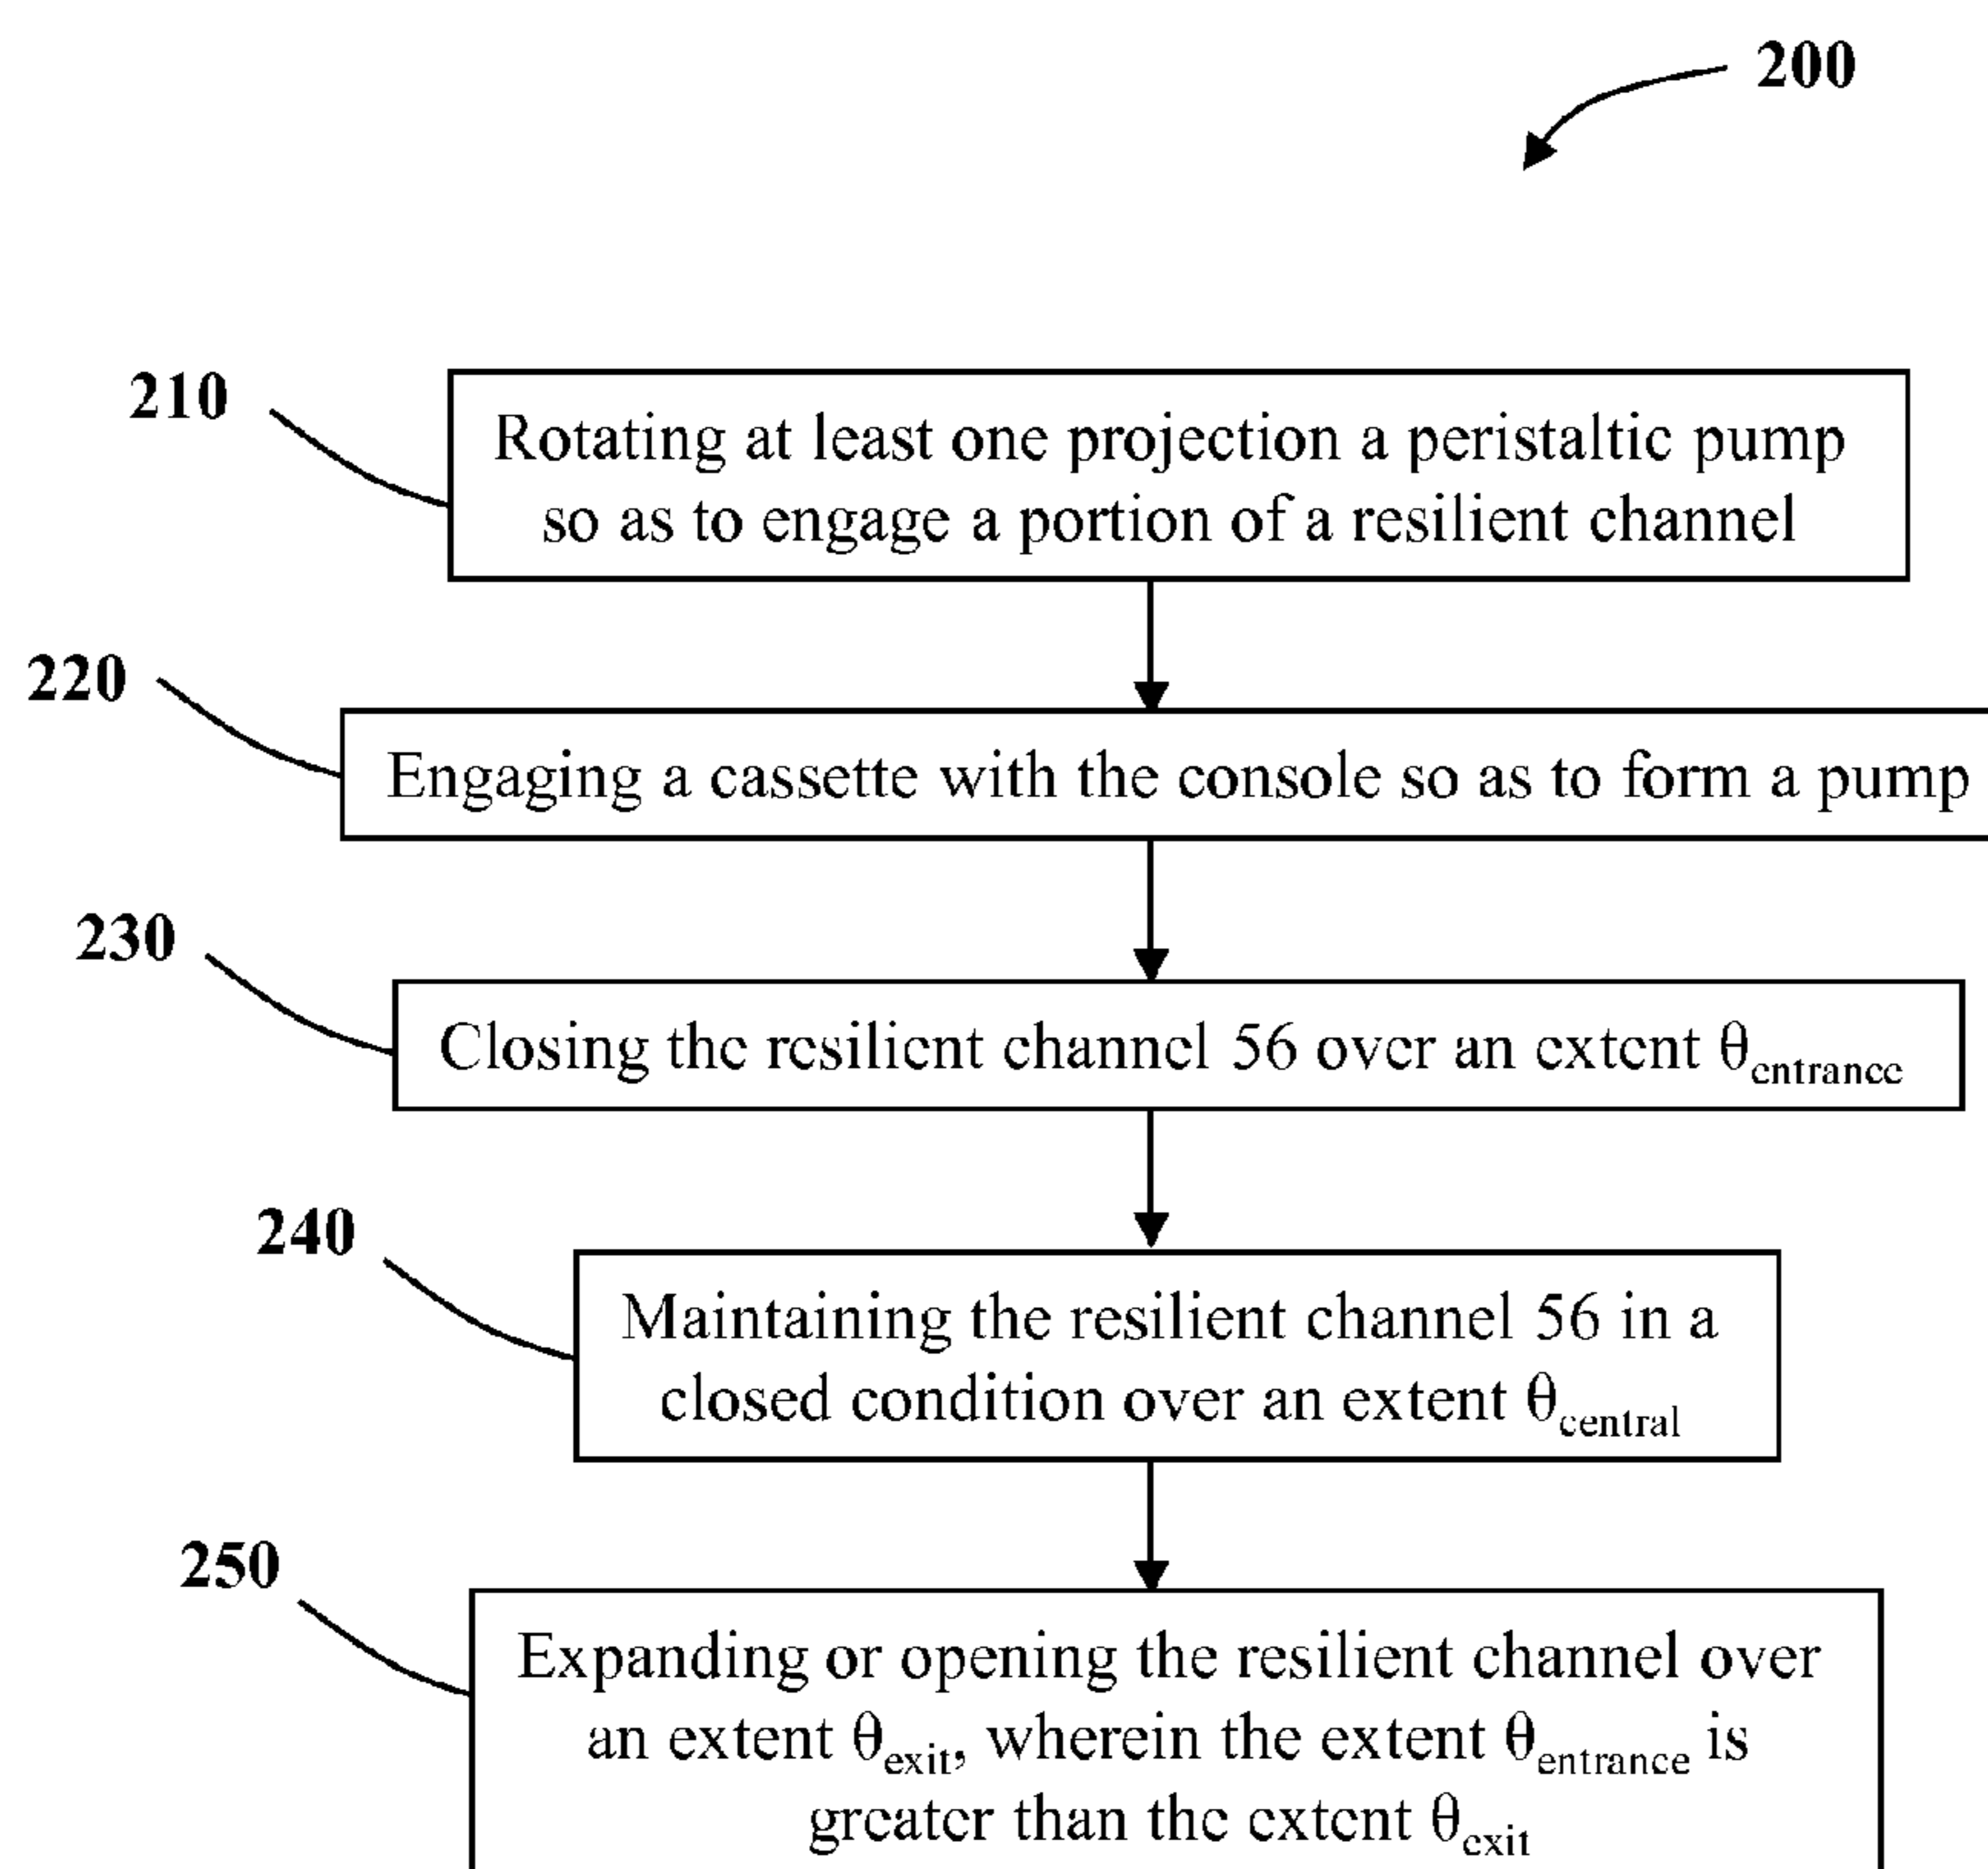 200
210
Rotating at least one projection a peristaltic pump
so as to engage a portion of a resilient channel
220
Engaging a cassette with the console so as to form a pump
230
Closing the resilient channel 56 over an extent θentrance
240
Maintaining the resilient channel 56 in a
closed condition over an extent θcentral
250
Expanding or opening the resilient channel over
an extent θexit, wherein the extent θentrance is
greater than the extent θexit